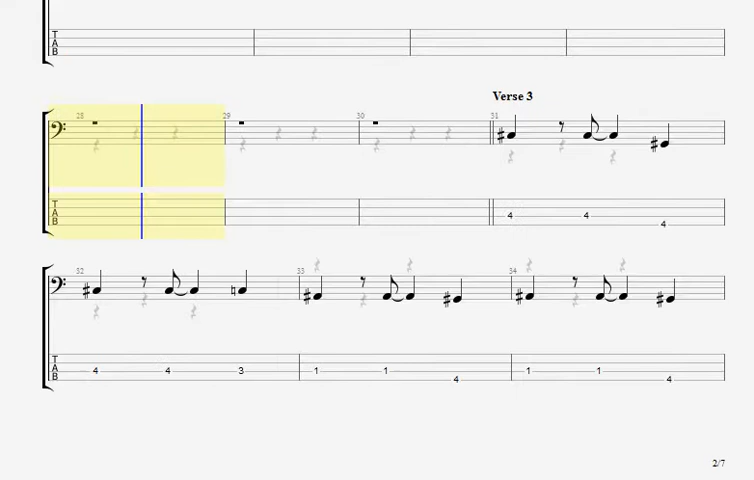 T
A
B
Verse 3
28 29 30 31
T
A 4 4
B 4
32 33 34
T
A 4 4 3 1 1 1 1
B 4 4
2/7